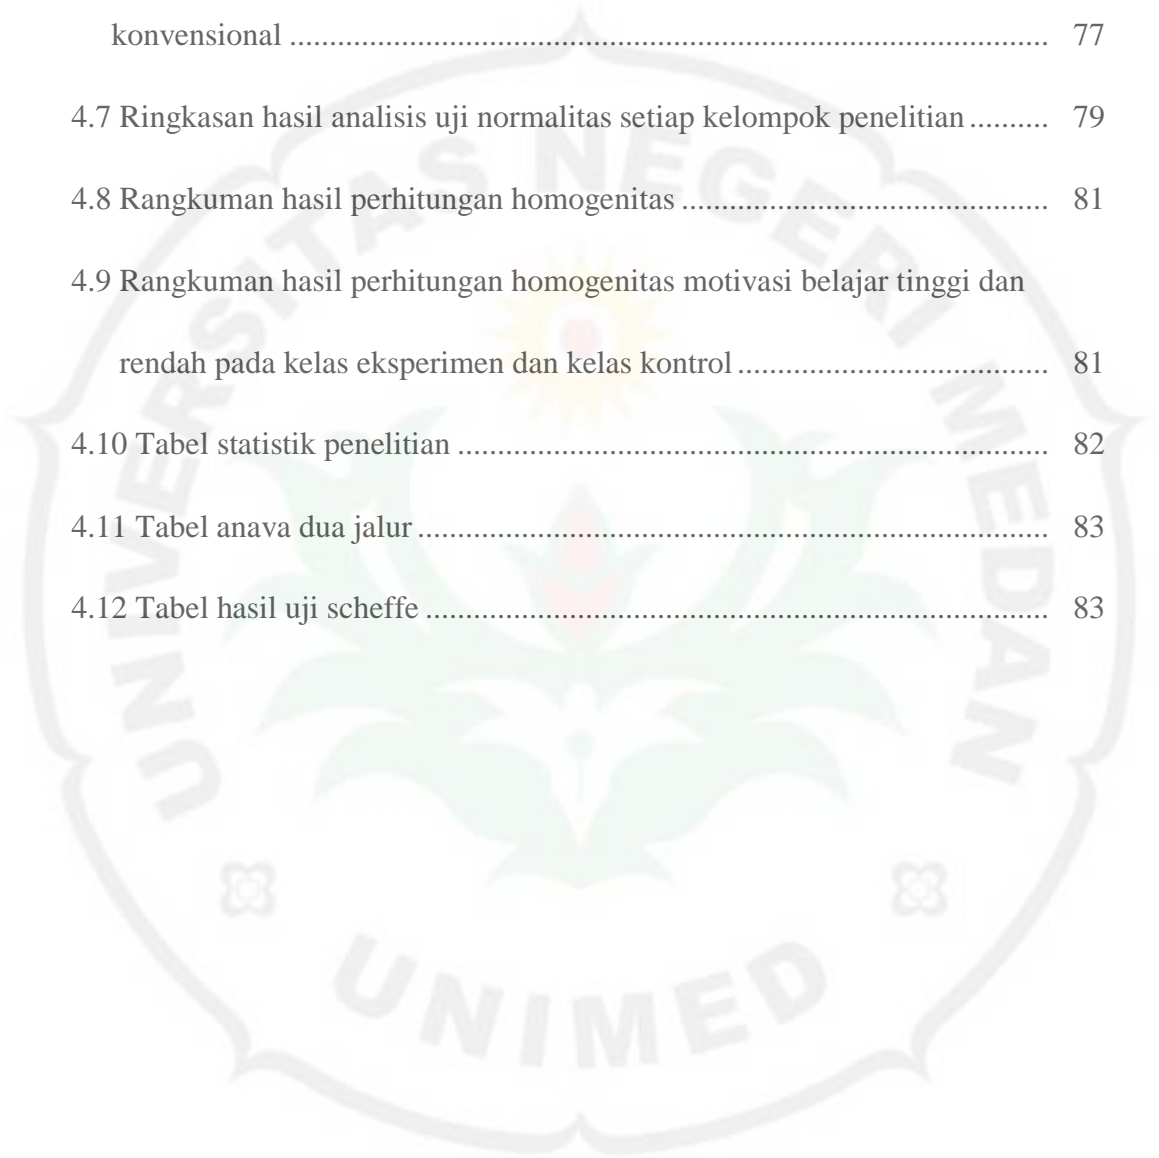 konvensional ............................................................................................... 77
4.7 Ringkasan hasil analisis uji normalitas setiap kelompok penelitian .......... 79
4.8 Rangkuman hasil perhitungan homogenitas .............................................. 81
4.9 Rangkuman hasil perhitungan homogenitas motivasi belajar tinggi dan
rendah pada kelas eksperimen dan kelas kontrol ....................................... 81
4.10 Tabel statistik penelitian .......................................................................... 82
4.11 Tabel anava dua jalur ............................................................................... 83
4.12 Tabel hasil uji scheffe .............................................................................. 83
UNIVERSITAS NEGERI MEDAN
UNIMED